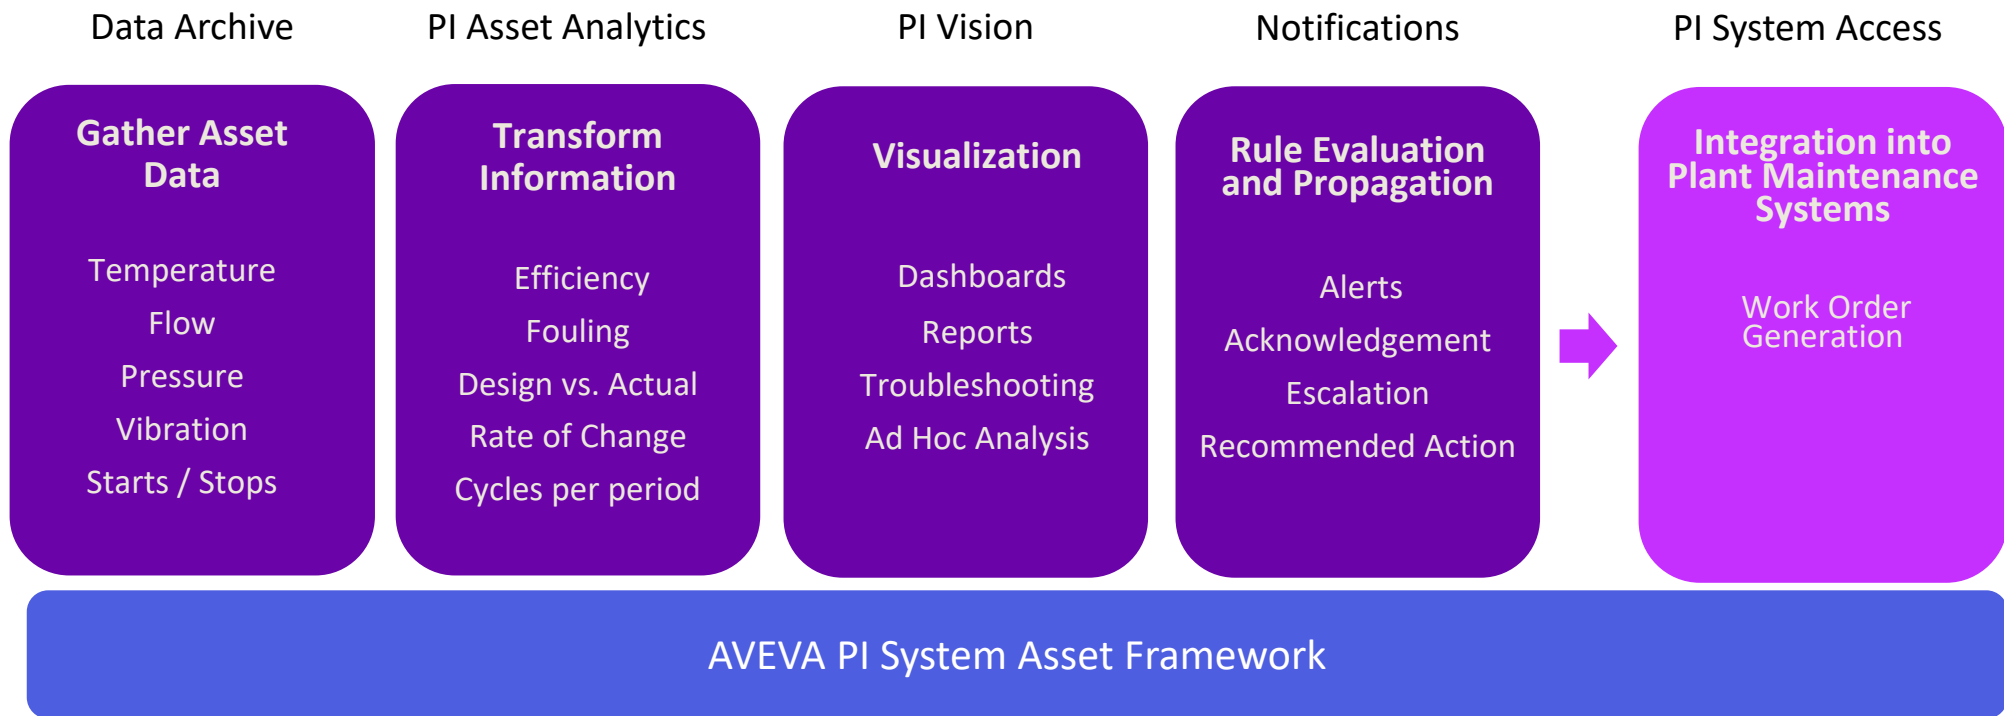 Data Archive
PI Asset Analytics
PI Vision
Notifications
PI System Access
Gather Asset
Data
Temperature
Flow
Pressure
Vibration
Starts / Stops
Transform
Information
Efficiency
Fouling
Design vs. Actual
Rate of Change
Cycles per period
Visualization
Dashboards
Reports
Troubleshooting
Ad Hoc Analysis
Rule Evaluation
and Propagation
Alerts
Acknowledgement
Escalation
Recommended Action
Integration into
Plant Maintenance
Systems
Work Order
Generation
AVEVA PI System Asset Framework